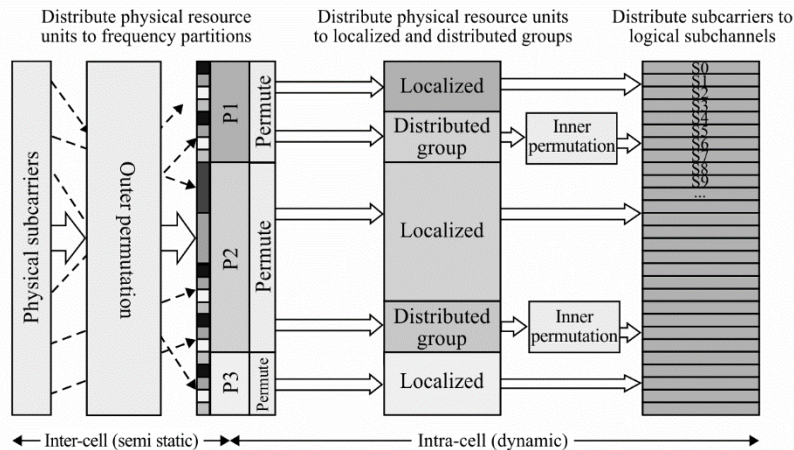 Distribute physical resource
units to frequency partitions
Distribute physical resource units
to localized and distributed groups
Distribute subcarriers to
logical subchannels
Physical subcarriers
Outer permutation
P1
Permute
P2
Permute
P3
Permute
Localized
Distributed
group
Inner
permutation
Localized
Distributed
group
Inner
permutation
Localized
S0
S1
S2
S3
S4
S5
S6
S7
S8
S9
...
Inter-cell (semi static)
Intra-cell (dynamic)